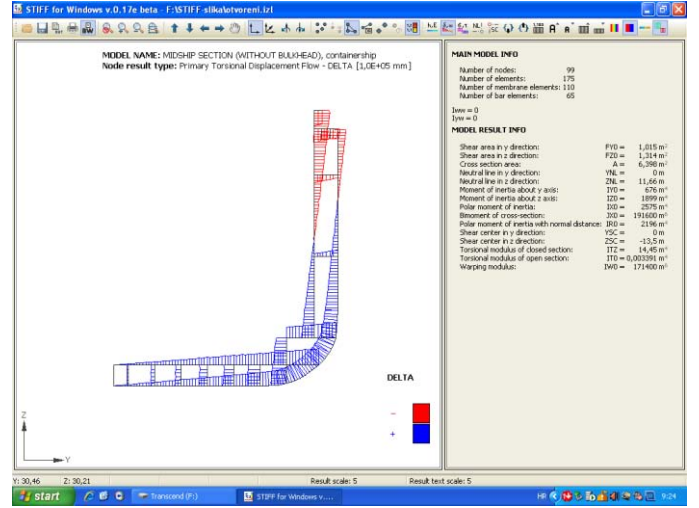 STIFF for Windows v.0.17e beta - F:\STIFF-slika\otvoreni.izl
MODEL NAME: MIDSHIP SECTION (WITHOUT BULKHEAD), containership
Node result type: Primary Torsional Displacement Flow - DELTA [1,0E+05 mm]
DELTA
-
+
Z
Y
MAIN MODEL INFO
Number of nodes: 99
Number of elements: 175
Number of membrane elements: 110
Number of bar elements: 65
Iww = 0
Iyw = 0
MODEL RESULT INFO
Shear area in y direction: FY0 = 1,015 m²
Shear area in z direction: FZ0 = 1,314 m²
Cross section area: A = 6,398 m²
Neutral line in y direction: YNL = 0 m
Neutral line in z direction: ZNL = 11,66 m
Moment of inertia about y axis: IY0 = 676 m⁴
Moment of inertia about z axis: IZ0 = 1899 m⁴
Polar moment of inertia: IX0 = 2575 m⁴
Bimoment of cross-section: JX0 = 191600 m⁶
Polar moment of inertia with normal distance: IR0 = 2196 m⁴
Shear center in y direction: YSC = 0 m
Shear center in z direction: ZSC = -13,5 m
Torsional modulus of closed section: ITZ = 14,45 m⁴
Torsional modulus of open section: IT0 = 0,003391 m⁴
Warping modulus: IW0 = 171400 m⁶
Y: 30,46 Z: 30,21 Result scale: 5 Result text scale: 5
start Transcend (F:) STIFF for Windows v.... HR 9:24